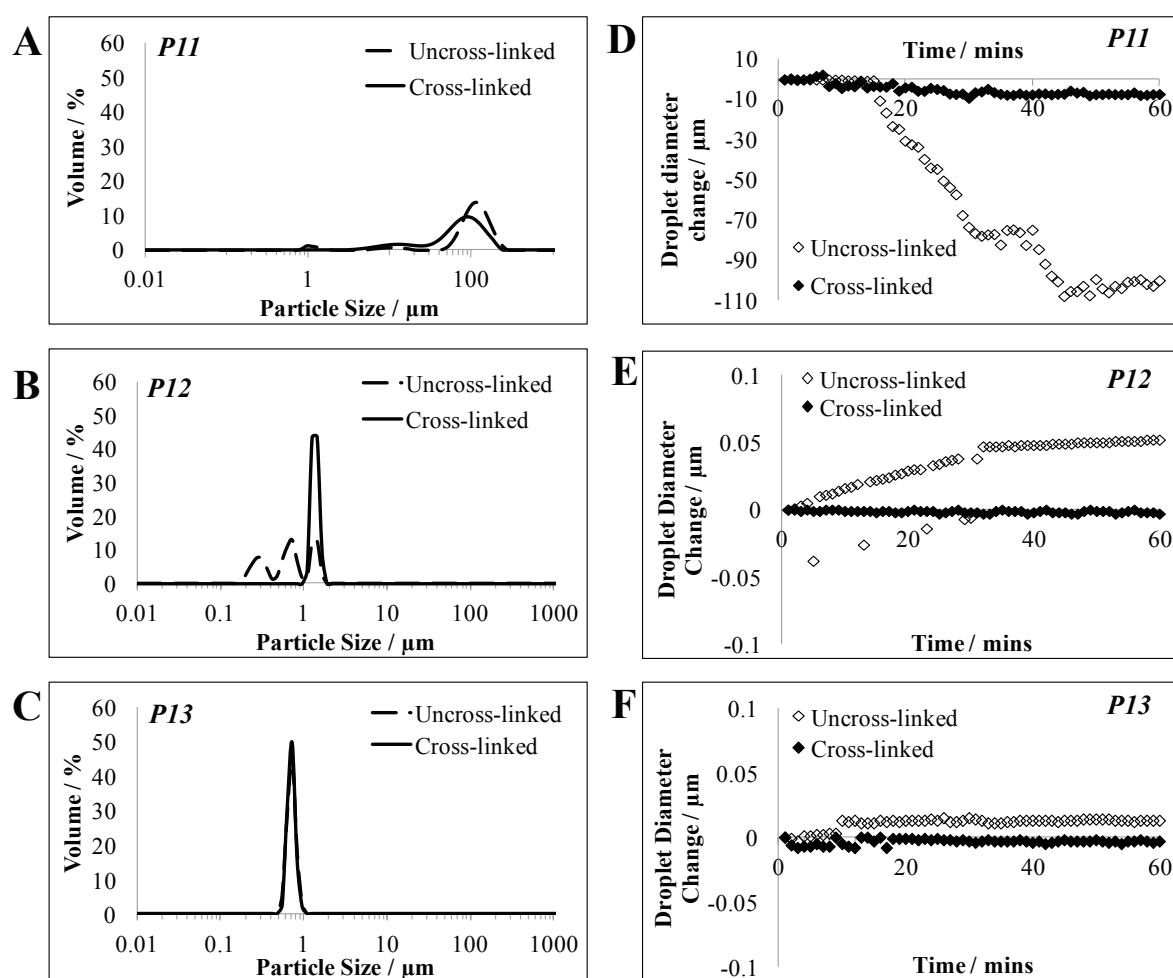 A
P11
Uncross-linked
Cross-linked
Volume / %
60
50
40
30
20
10
0
0.01
1
100
Particle Size / µm
D
P11
Time / mins
10
-10
-30
-50
-70
-90
-110
0
20
40
60
Droplet diameter
change / µm
Uncross-linked
Cross-linked
B
P12
Uncross-linked
Cross-linked
Volume / %
60
50
40
30
20
10
0
0.01
0.1
1
10
100
1000
Particle Size / µm
E
P12
Uncross-linked
Cross-linked
Droplet Diameter
Change / µm
0.1
0.05
0
-0.05
-0.1
0
20
40
60
Time / mins
C
P13
Uncross-linked
Cross-linked
Volume / %
60
50
40
30
20
10
0
0.01
0.1
1
10
100
1000
Particle Size / µm
F
P13
Uncross-linked
Cross-linked
Droplet Diameter
Change / µm
0.1
0.05
0
-0.05
-0.1
0
20
40
60
Time / mins